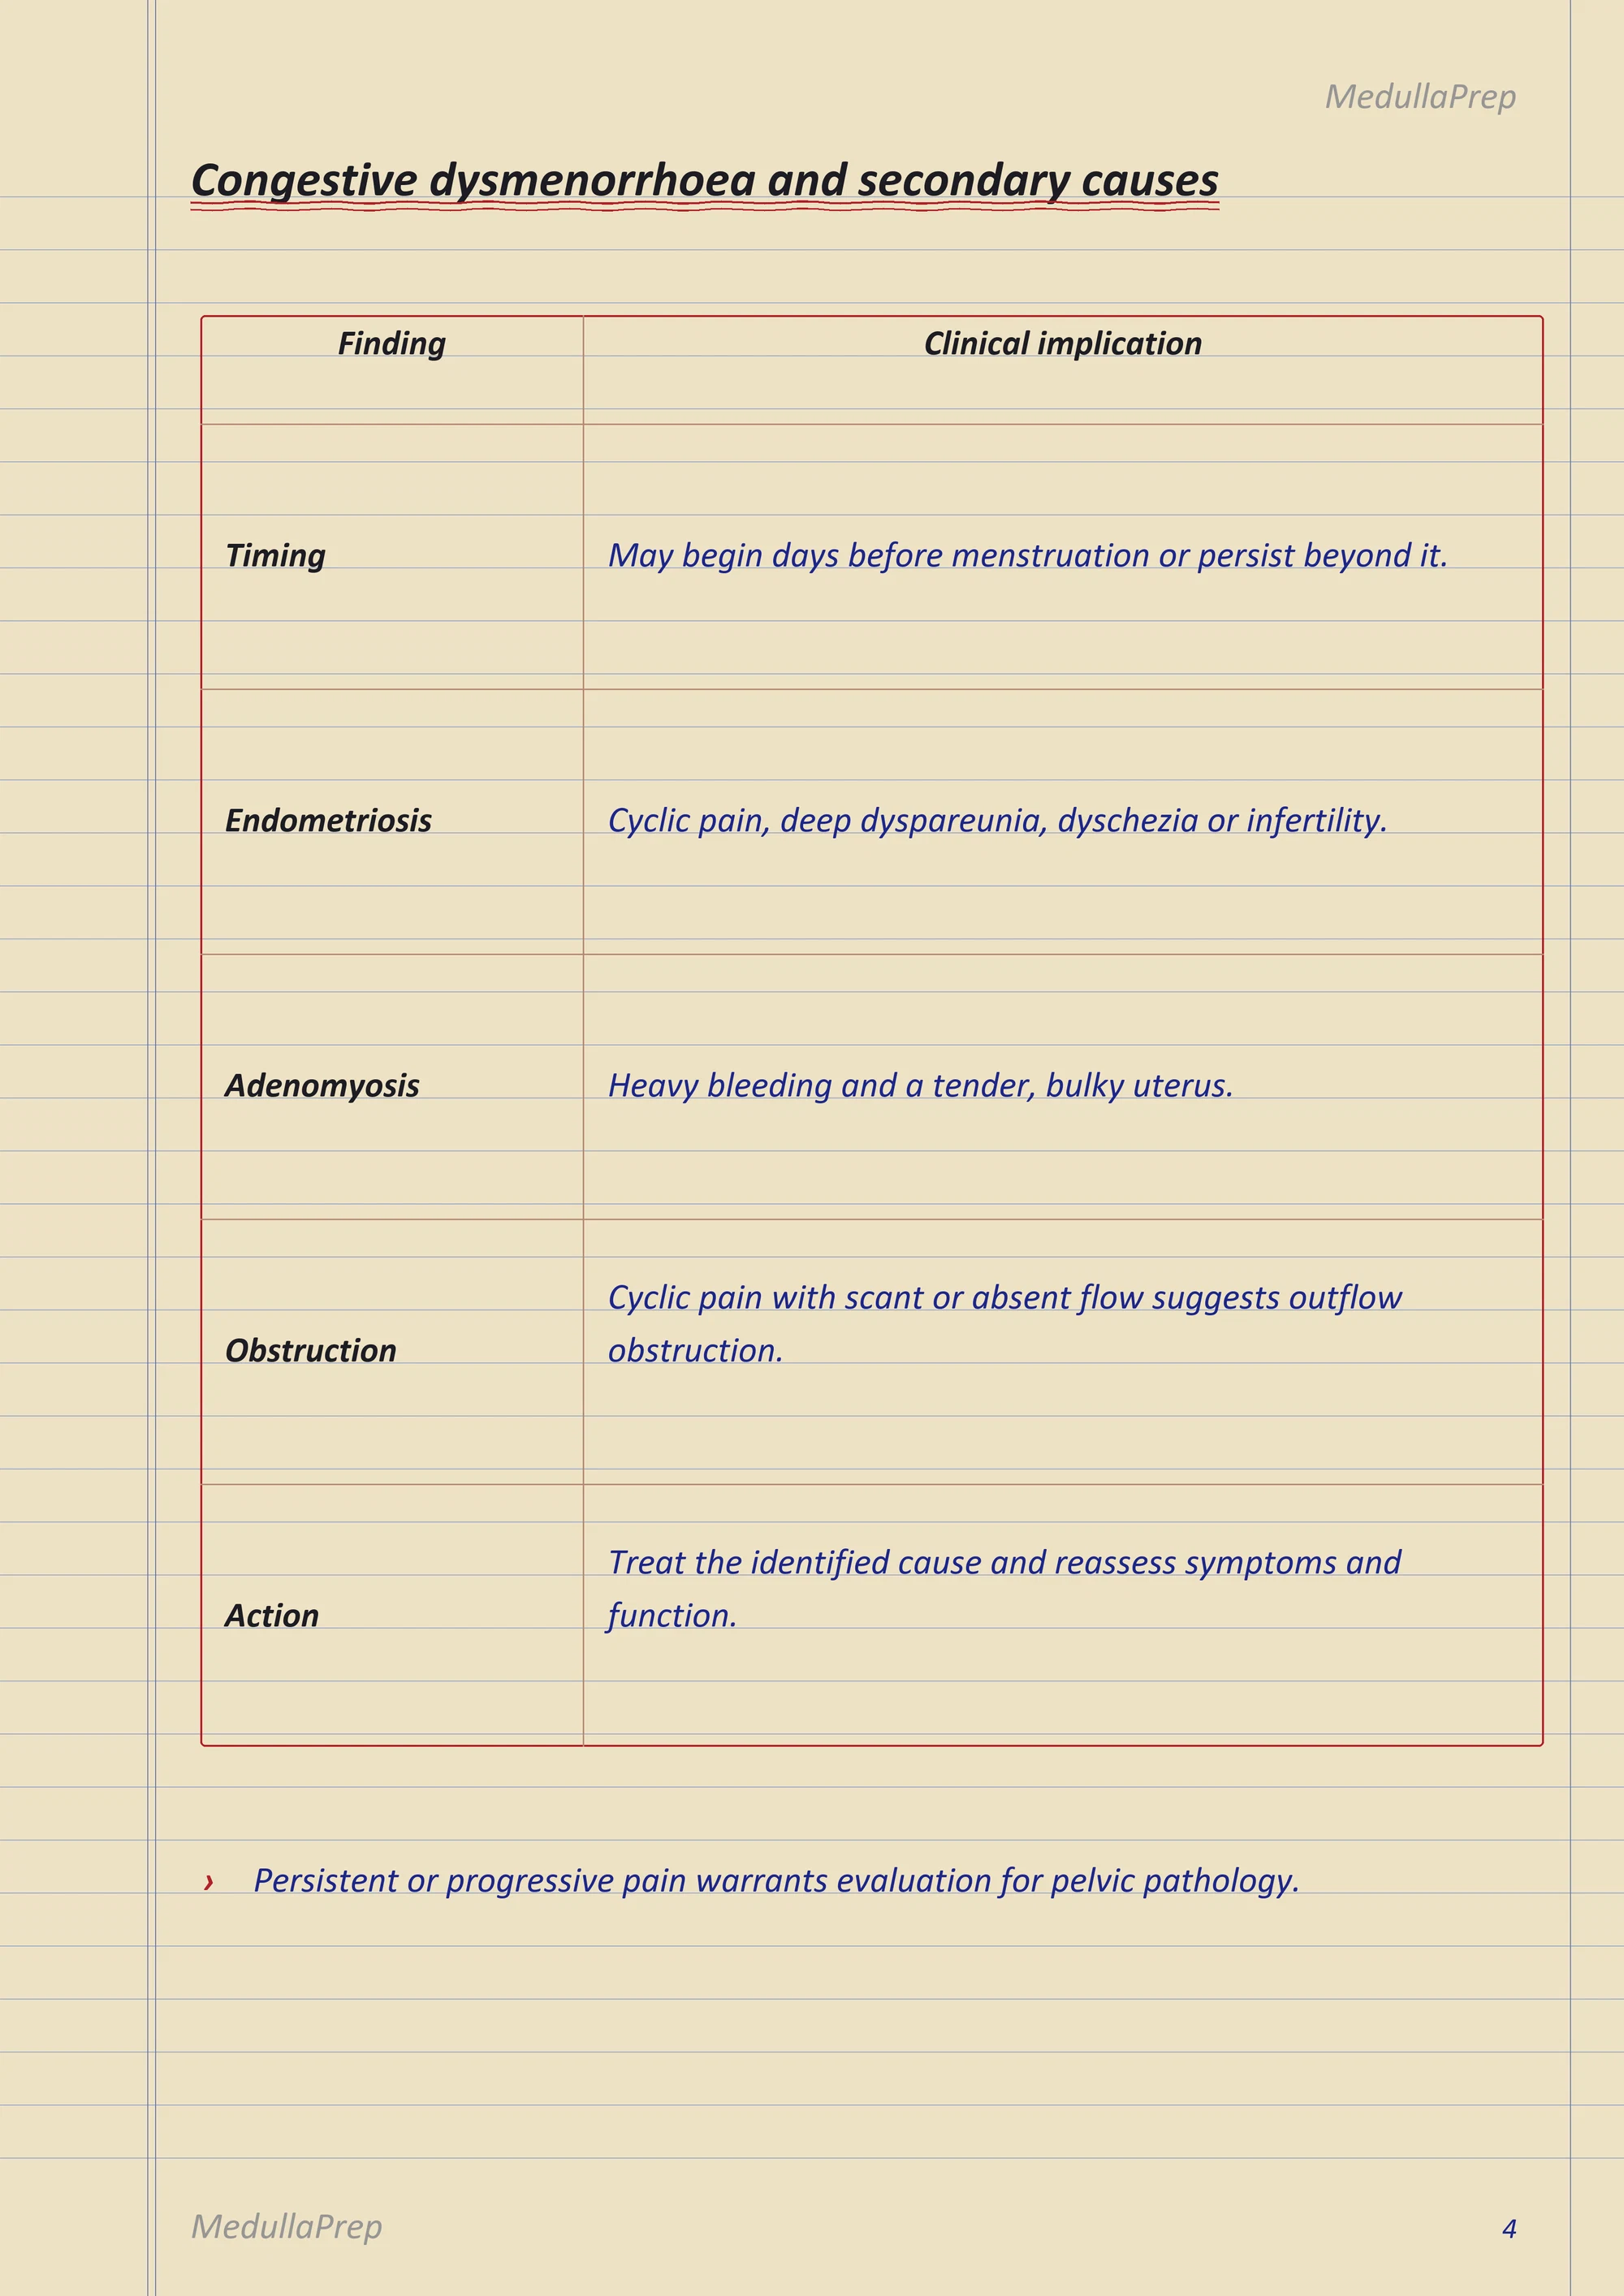 MedullaPrep
Congestive dysmenorrhoea and secondary causes
Finding
Clinical implication
Timing
May begin days before menstruation or persist beyond it.
Endometriosis
Cyclic pain, deep dyspareunia, dyschezia or infertility.
Adenomyosis
Heavy bleeding and a tender, bulky uterus.
Obstruction
Cyclic pain with scant or absent flow suggests outflow
obstruction.
Action
Treat the identified cause and reassess symptoms and
function.
› Persistent or progressive pain warrants evaluation for pelvic pathology.
MedullaPrep
4